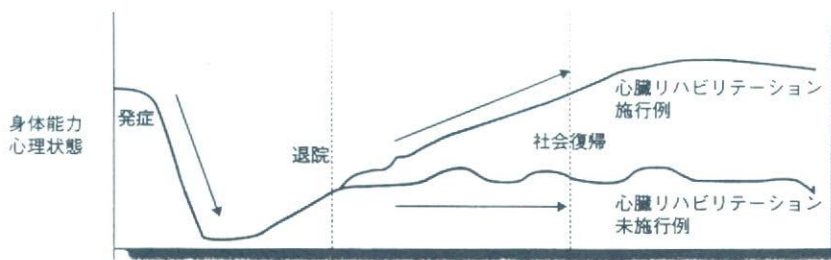 身体能力
心理状態
発症
退院
社会復帰
心臓リハビリテーション
施行例
心臓リハビリテーション
未施行例